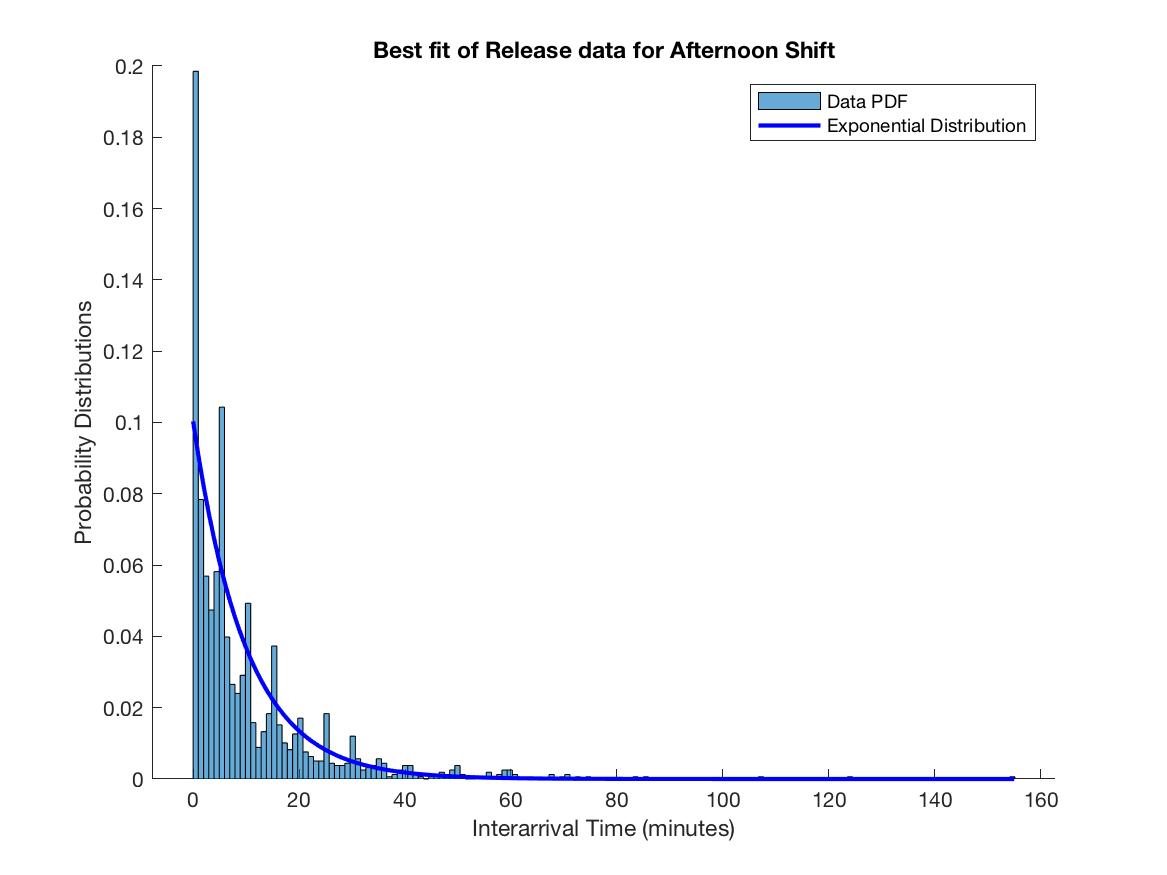 Best fit of Release data for Afternoon Shift
Data PDF
Exponential Distribution
Probability Distributions
0.2
0.18
0.16
0.14
0.12
0.1
0.08
0.06
0.04
0.02
0
0 20 40 60 80 100 120 140 160
Interarrival Time (minutes)